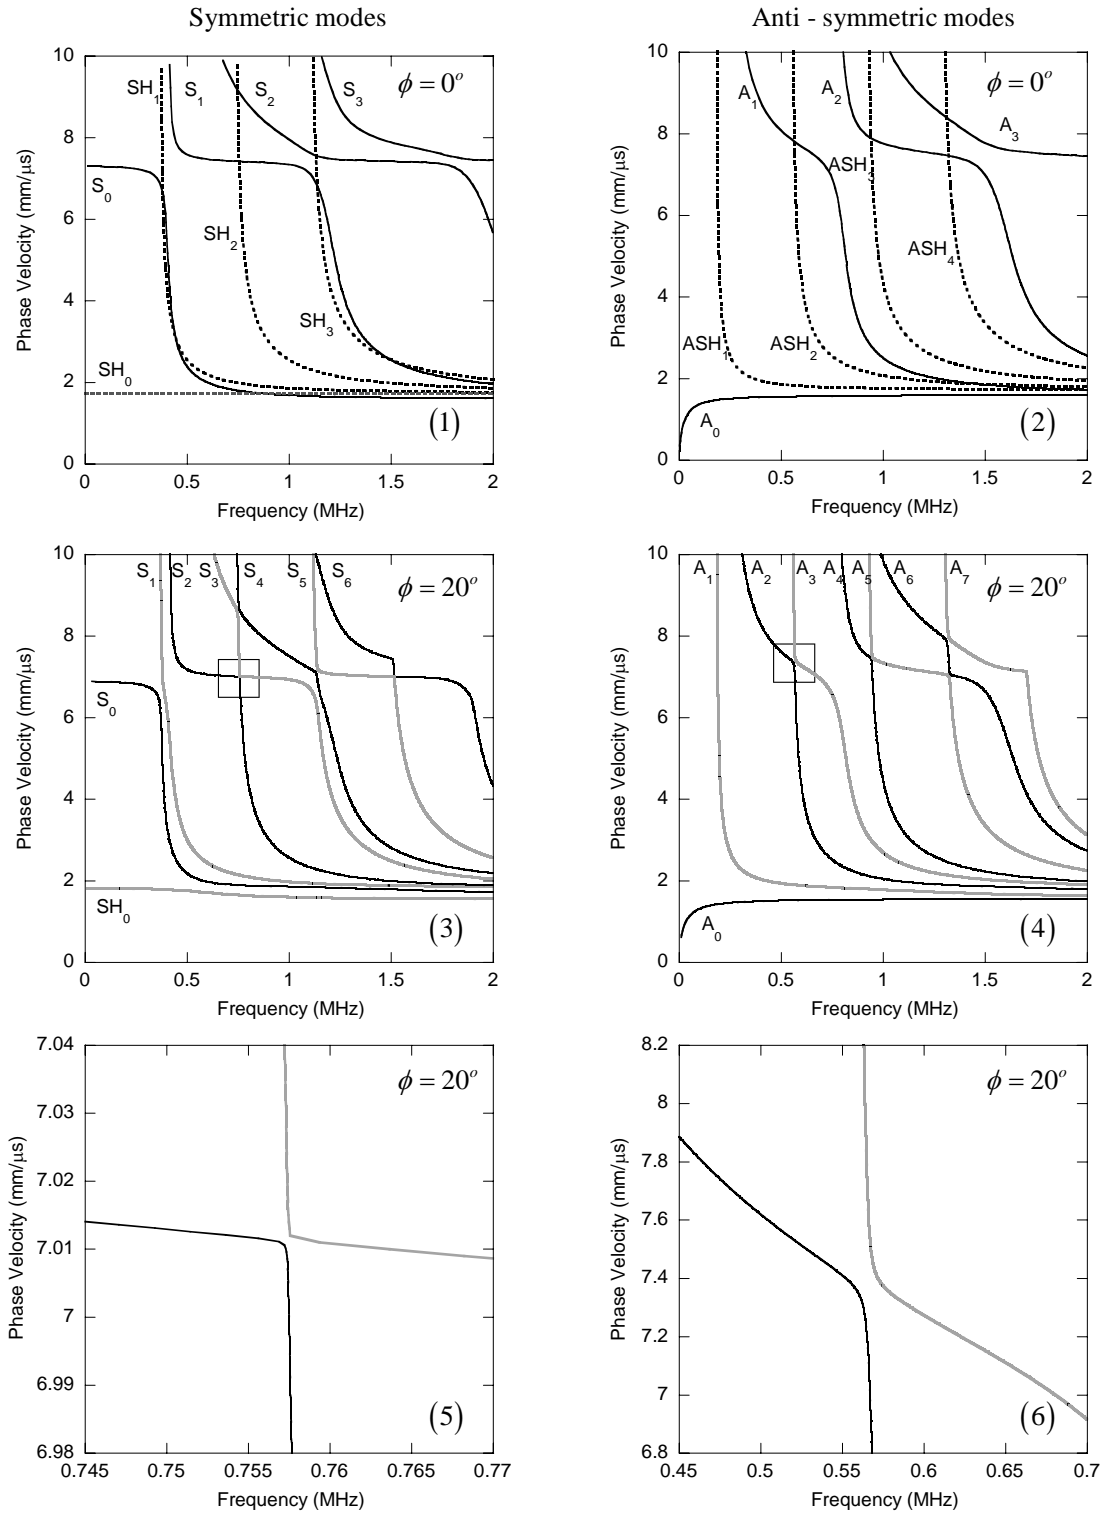 Symmetric modes
Anti - symmetric modes
10
8
6
4
2
0
Phase Velocity (mm/μs)
SH1
S1
S2
S3
ϕ = 0o
S0
SH2
SH3
SH0
(1)
0 0.5 1 1.5 2
Frequency (MHz)
10
8
6
4
2
0
Phase Velocity (mm/μs)
A1
A2
A3
ϕ = 0o
ASH3
ASH4
ASH1
ASH2
A0
(2)
0 0.5 1 1.5 2
Frequency (MHz)
10
8
6
4
2
0
Phase Velocity (mm/μs)
S1 S2 S3 S4 S5 S6
ϕ = 20o
S0
SH0
(3)
0 0.5 1 1.5 2
Frequency (MHz)
10
8
6
4
2
0
Phase Velocity (mm/μs)
A1 A2 A3 A4 A5 A6 A7
ϕ = 20o
A0
(4)
0 0.5 1 1.5 2
Frequency (MHz)
7.04
7.03
7.02
7.01
7
6.99
6.98
Phase Velocity (mm/μs)
ϕ = 20o
(5)
0.745 0.75 0.755 0.76 0.765 0.77
Frequency (MHz)
8.2
8
7.8
7.6
7.4
7.2
7
6.8
Phase Velocity (mm/μs)
ϕ = 20o
(6)
0.45 0.5 0.55 0.6 0.65 0.7
Frequency (MHz)